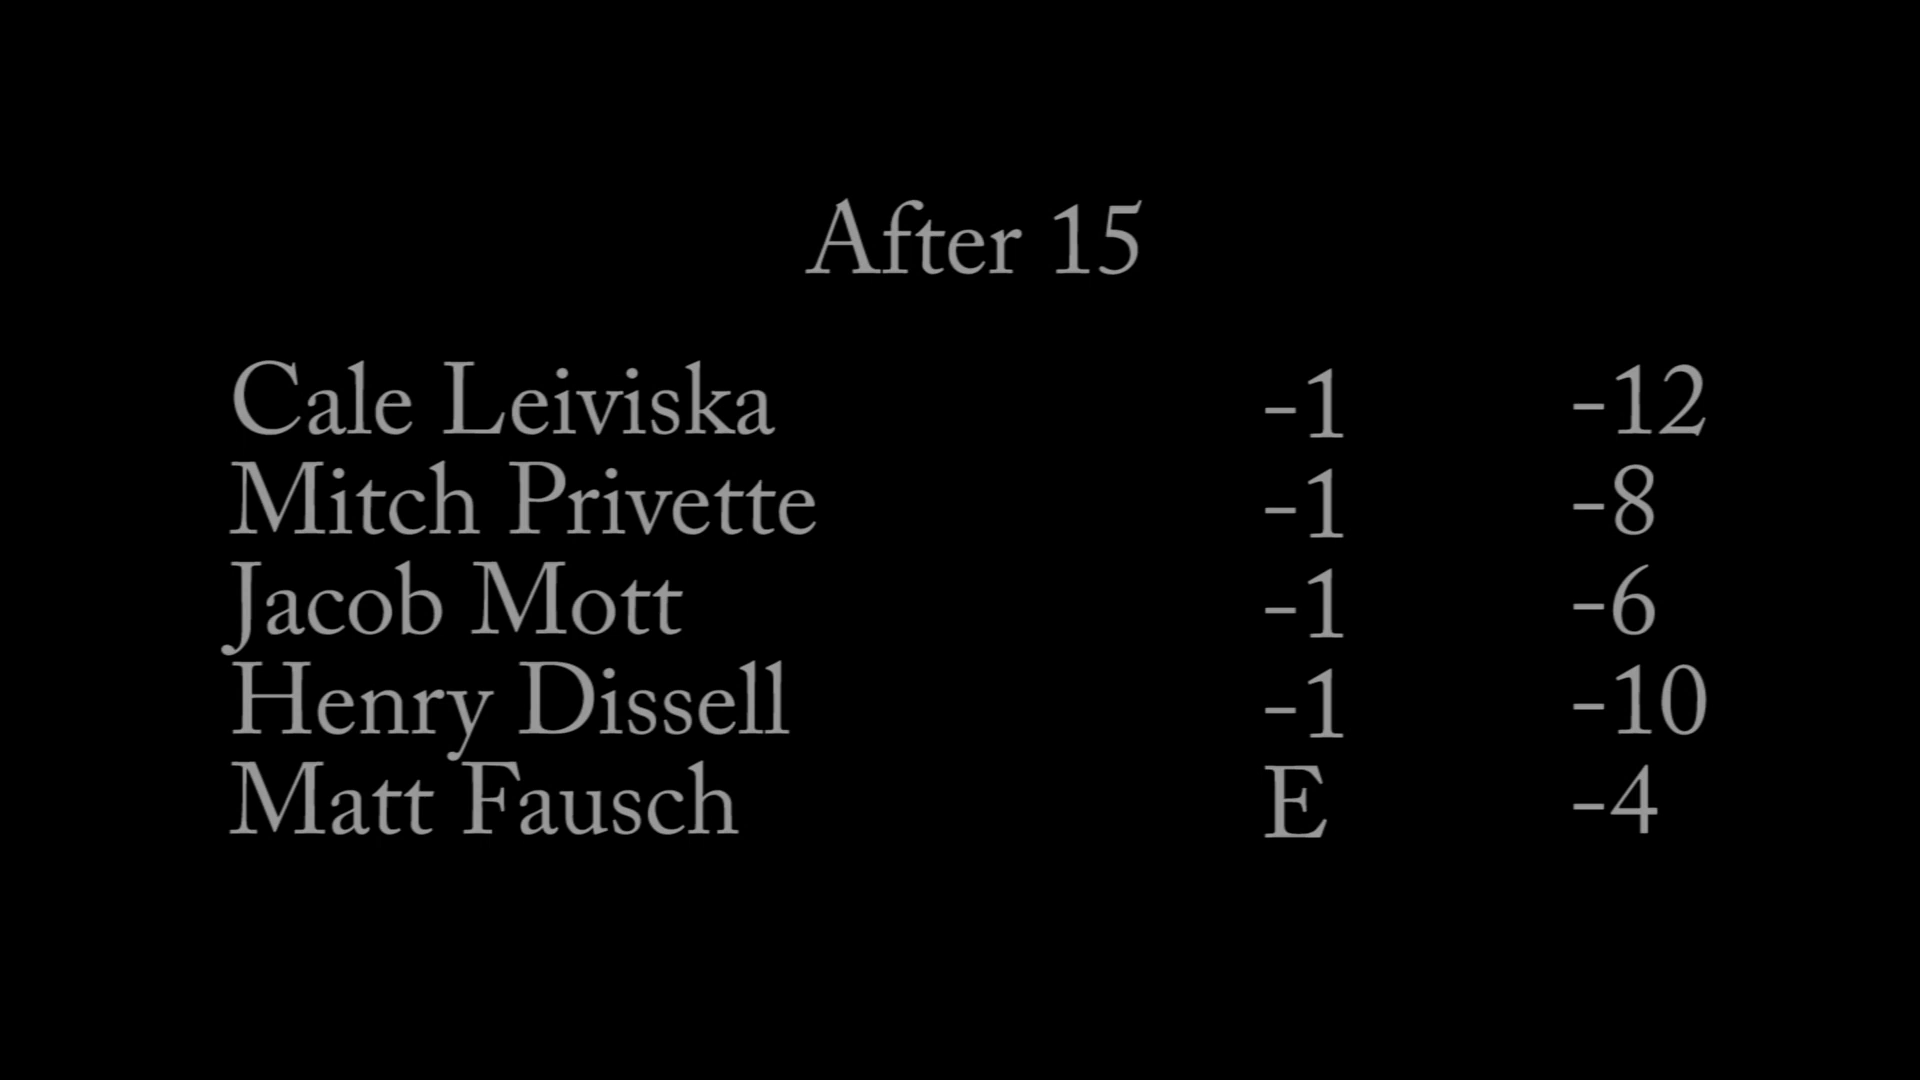 After 15
Cale Leiviska -1 -12
Mitch Privette -1 -8
Jacob Mott -1 -6
Henry Dissell -1 -10
Matt Fausch E -4